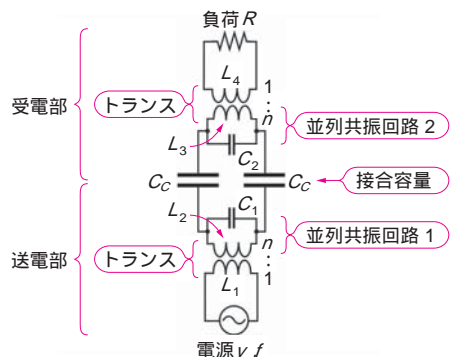 負荷R
L4
1
:
n
受電部
トランス
並列共振回路2
L3
C2
CC
CC
接合容量
C1
L2
並列共振回路1
n
:
1
送電部
トランス
L1
電源v f